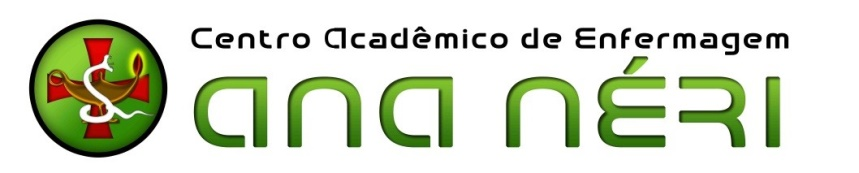 Centro Acadêmico de Enfermagem
ANA NÉRI